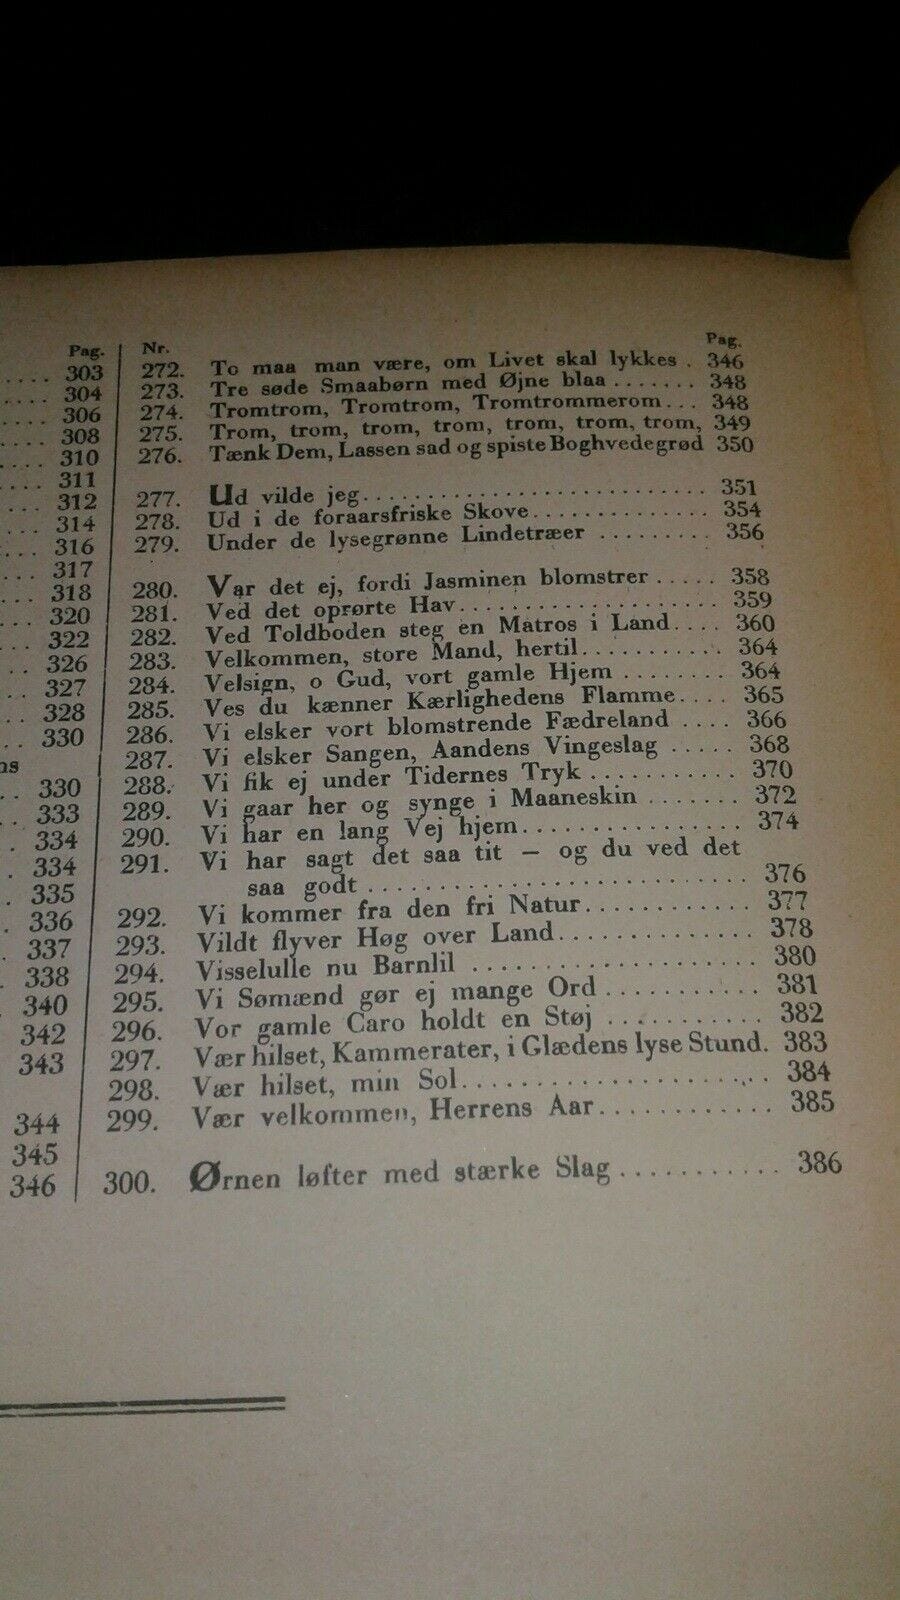 Pag.
.... 303
.... 304
... 306
... 308
... 310
... 311
... 312
... 314
... 316
... 317
... 318
... 320
... 322
... 326
.. 327
.. 328
.. 330
ns
.. 330
.. 333
. 334
. 334
. 335
. 336
. 337
. 338
. 340
342
343
344
345
346
Nr. Pag.
272. To maa man være, om Livet skal lykkes . 346
273. Tre søde Smaabørn med Øjne blaa ....... 348
274. Tromtrom, Tromtrom, Tromtrommerom... 348
275. Trom, trom, trom, trom, trom, trom, trom, 349
276. Tænk Dem, Lassen sad og spiste Boghvedegrød 350
277. Ud vilde jeg.............................. 351
278. Ud i de foraarsfriske Skove............... 354
279. Under de lysegrønne Lindetræer ......... 356
280. Var det ej, fordi Jasminen blomstrer ..... 358
281. Ved det oprørte Hav..................... 359
282. Ved Toldboden steg en Matros i Land.... 360
283. Velkommen, store Mand, hertil........... 364
284. Velsign, o Gud, vort gamle Hjem ........ 364
285. Ves du kænner Kærlighedens Flamme.... 365
286. Vi elsker vort blomstrende Fædreland .... 366
287. Vi elsker Sangen, Aandens Vingeslag ..... 368
288. Vi fik ej under Tidernes Tryk ........... 370
289. Vi gaar her og synge i Maaneskin ....... 372
290. Vi har en lang Vej hjem................. 374
291. Vi har sagt det saa tit — og du ved det
saa godt ............................. 376
292. Vi kommer fra den fri Natur............. 377
293. Vildt flyver Høg over Land............... 378
294. Visselulle nu Barnlil .................... 380
295. Vi Sømænd gør ej mange Ord ........... 381
296. Vor gamle Caro holdt en Støj ........... 382
297. Vær hilset, Kammerater, i Glædens lyse Stund. 383
298. Vær hilset, min Sol...................... 384
299. Vær velkommen, Herrens Aar............ 385
300. Ørnen løfter med stærke Slag ........... 386